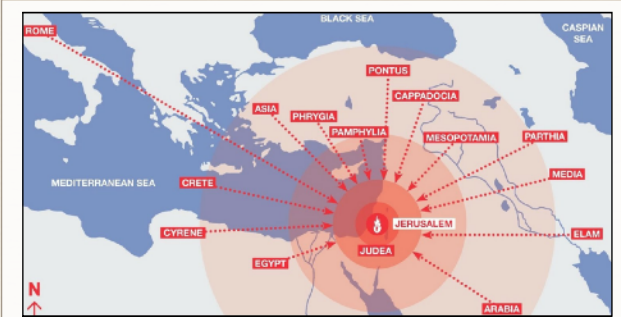 BLACK SEA
CASPIAN
SEA
ROME
PONTUS
CAPPADOCIA
ASIA
PHRYGIA
PAMPHYLIA
MESOPOTAMIA
PARTHIA
MEDIA
MEDITERRANEAN SEA
CRETE
JERUSALEM
CYRENE
ELAM
JUDEA
EGYPT
N
ARABIA